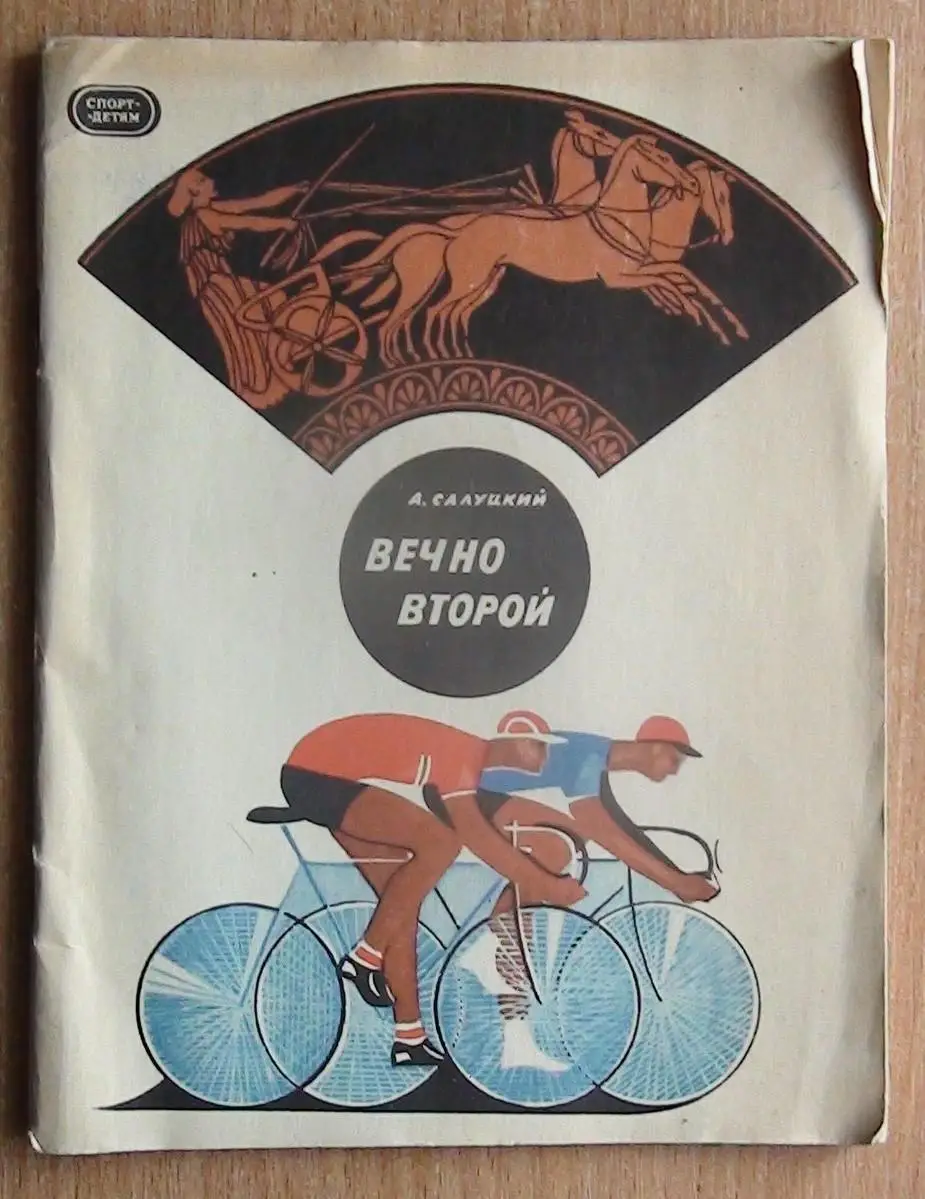 СПОРТ-
-ДЕТЯМ
А. САЛУЦКИЙ
ВЕЧНО
ВТОРОЙ